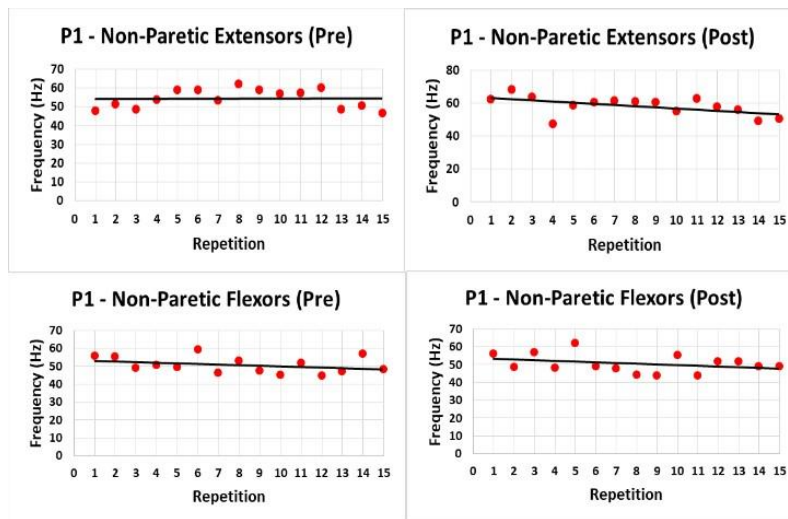 P1 - Non-Paretic Extensors (Pre)
Frequency (Hz)
70
60
50
40
30
20
10
0
0 1 2 3 4 5 6 7 8 9 10 11 12 13 14 15
Repetition
P1 - Non-Paretic Extensors (Post)
Frequency (Hz)
80
60
40
20
0
0 1 2 3 4 5 6 7 8 9 10 11 12 13 14 15
Repetition
P1 - Non-Paretic Flexors (Pre)
Frequency (Hz)
70
60
50
40
30
20
10
0
0 1 2 3 4 5 6 7 8 9 10 11 12 13 14 15
Repetition
P1 - Non-Paretic Flexors (Post)
Frequency (Hz)
70
60
50
40
30
20
10
0
0 1 2 3 4 5 6 7 8 9 10 11 12 13 14 15
Repetition